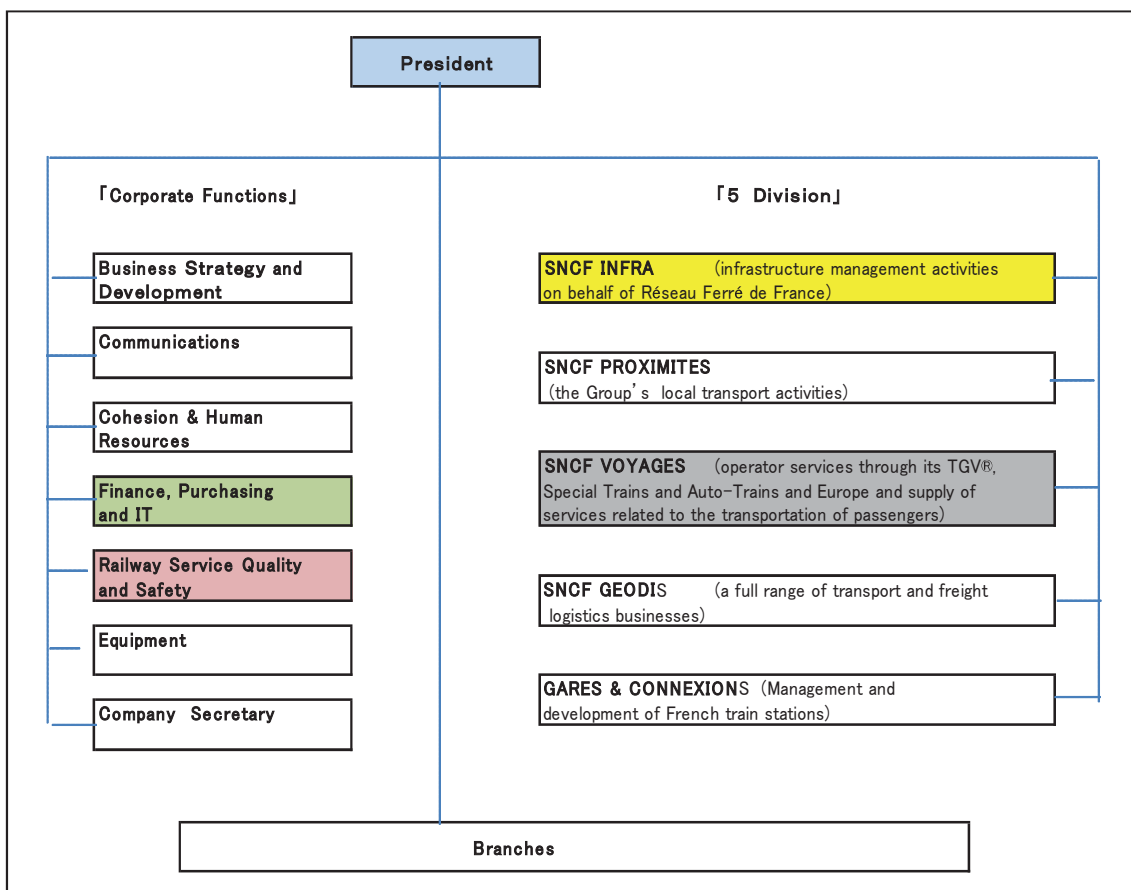 President
「Corporate Functions」
Business Strategy and
Development
Communications
Cohesion & Human
Resources
Finance, Purchasing
and IT
Railway Service Quality
and Safety
Equipment
Company Secretary
「5 Division」
SNCF INFRA (infrastructure management activities
on behalf of Réseau Ferré de France)
SNCF PROXIMITES
(the Group's local transport activities)
SNCF VOYAGES (operator services through its TGV®,
Special Trains and Auto-Trains and Europe and supply of
services related to the transportation of passengers)
SNCF GEODIS (a full range of transport and freight
logistics businesses)
GARES & CONNEXIONS (Management and
development of French train stations)
Branches